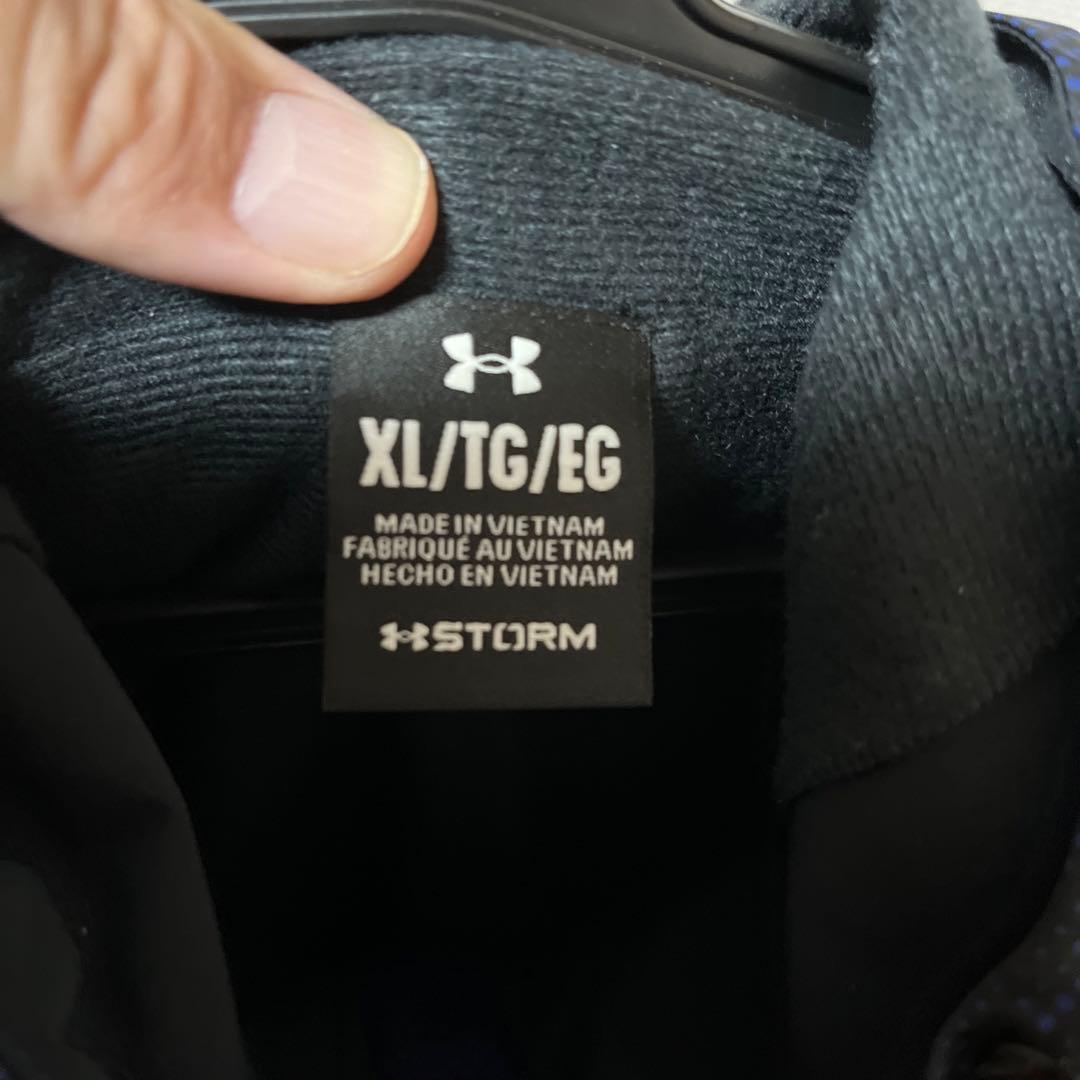 XL/TG/EG
MADE IN VIETNAM
FABRIQUÉ AU VIETNAM
HECHO EN VIETNAM
STORM